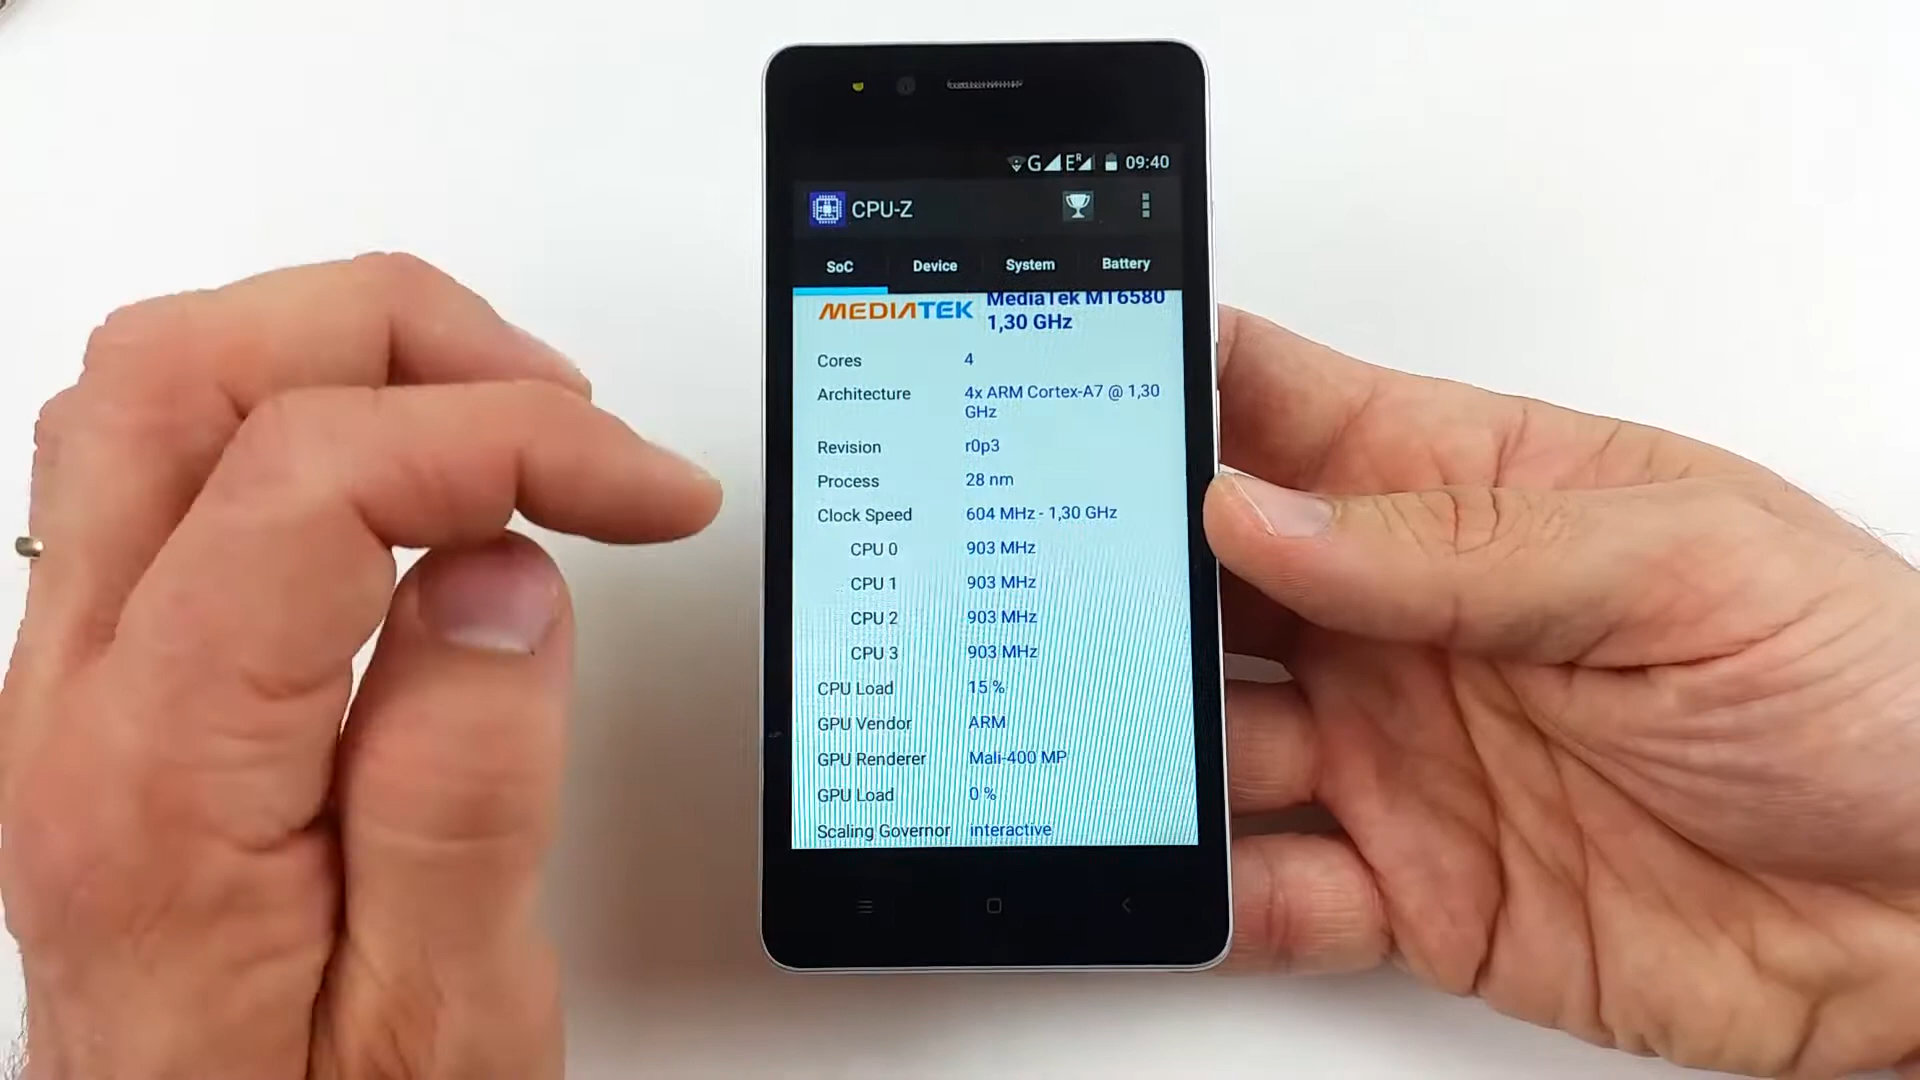 G E R 09:40
CPU-Z
SoC Device System Battery
MEDIATEK MediaTek MT6580
1,30 GHz
Cores 4
Architecture 4x ARM Cortex-A7 @ 1,30
GHz
Revision r0p3
Process 28 nm
Clock Speed 604 MHz - 1,30 GHz
CPU 0 903 MHz
CPU 1 903 MHz
CPU 2 903 MHz
CPU 3 903 MHz
CPU Load 15 %
GPU Vendor ARM
GPU Renderer Mali-400 MP
GPU Load 0 %
Scaling Governor interactive